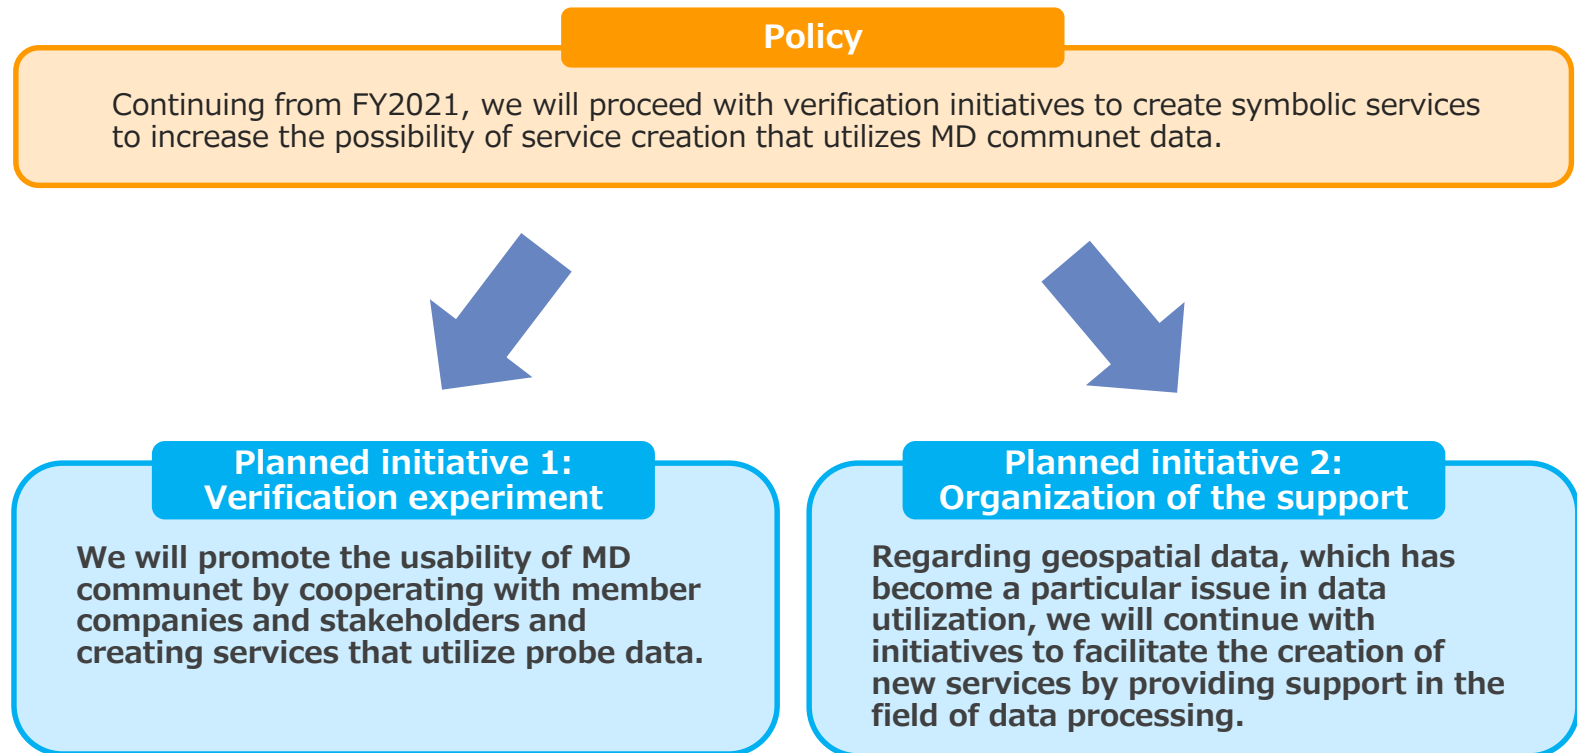 Policy
Continuing from FY2021, we will proceed with verification initiatives to create symbolic services
to increase the possibility of service creation that utilizes MD communet data.
Planned initiative 1:
Verification experiment
We will promote the usability of MD
communet by cooperating with member
companies and stakeholders and
creating services that utilize probe data.
Planned initiative 2:
Organization of the support
Regarding geospatial data, which has
become a particular issue in data
utilization, we will continue with
initiatives to facilitate the creation of
new services by providing support in the
field of data processing.